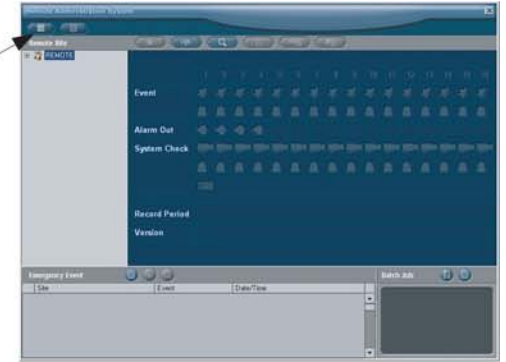 Remote Administration System
Remote Site
REMOTE
1 2 3 4 5 6 7 8 9 10 11 12 13 14 15 16
Event
Alarm Out
System Check
Record Period
Version
Emergency Event
Batch Job
Site Event Date/Time